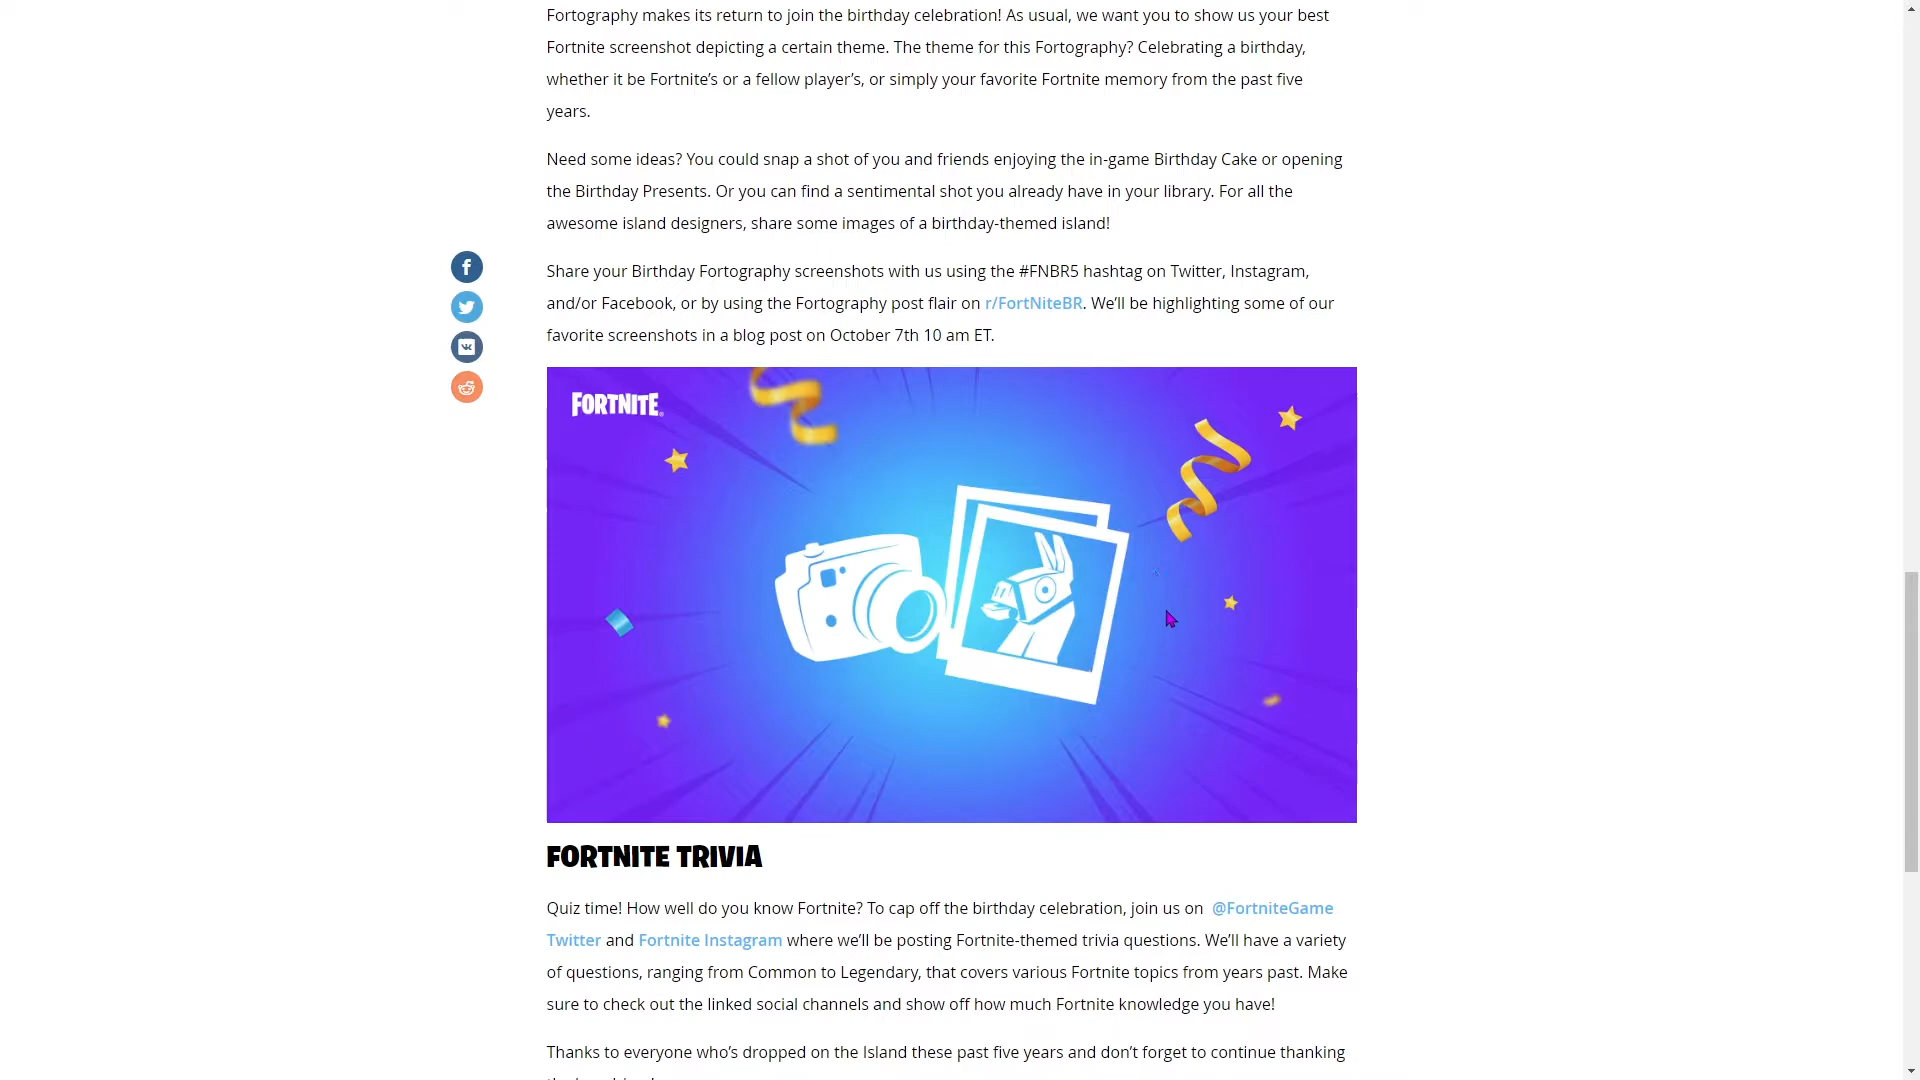 Fortography makes its return to join the birthday celebration! As usual, we want you to show us your best
Fortnite screenshot depicting a certain theme. The theme for this Fortography? Celebrating a birthday,
whether it be Fortnite’s or a fellow player’s, or simply your favorite Fortnite memory from the past five
years.
Need some ideas? You could snap a shot of you and friends enjoying the in-game Birthday Cake or opening
the Birthday Presents. Or you can find a sentimental shot you already have in your library. For all the
awesome island designers, share some images of a birthday-themed island!
Share your Birthday Fortography screenshots with us using the #FNBR5 hashtag on Twitter, Instagram,
and/or Facebook, or by using the Fortography post flair on r/FortNiteBR. We’ll be highlighting some of our
favorite screenshots in a blog post on October 7th 10 am ET.
FORTNITE
FORTNITE TRIVIA
Quiz time! How well do you know Fortnite? To cap off the birthday celebration, join us on @FortniteGame
Twitter and Fortnite Instagram where we’ll be posting Fortnite-themed trivia questions. We’ll have a variety
of questions, ranging from Common to Legendary, that covers various Fortnite topics from years past. Make
sure to check out the linked social channels and show off how much Fortnite knowledge you have!
Thanks to everyone who’s dropped on the Island these past five years and don’t forget to continue thanking